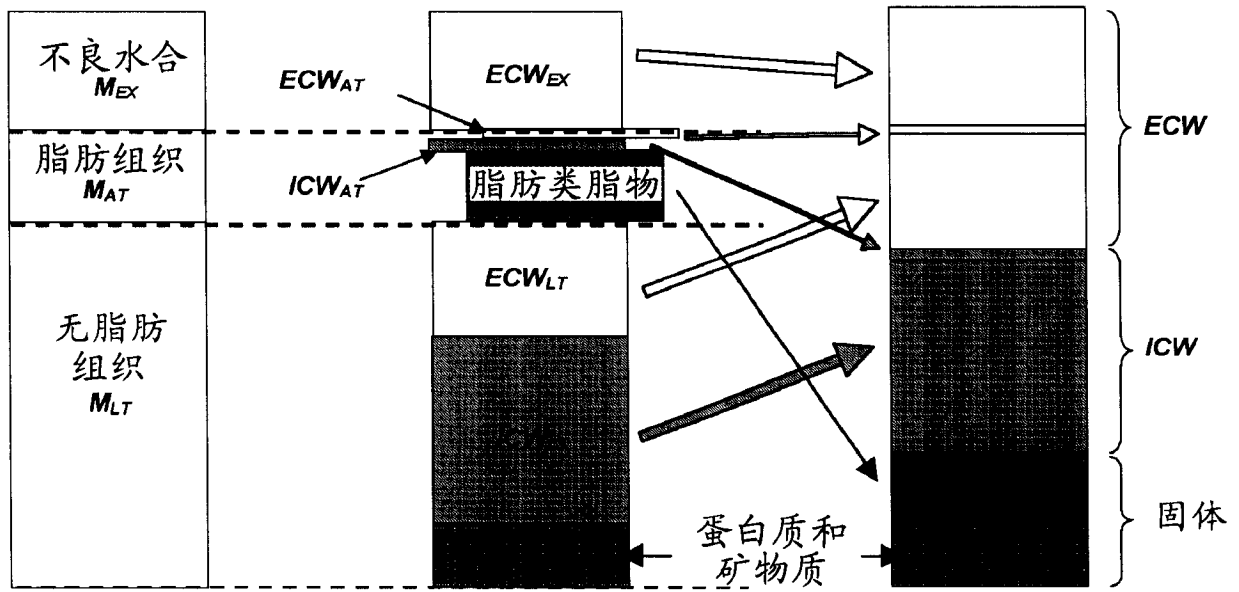 不良水合
M_EX
脂肪组织
M_AT
无脂肪
组织
M_LT
ECW_AT
ICW_AT
ECW_EX
脂肪类脂物
ECW_LT
蛋白质和
矿物质
ECW
ICW
固体